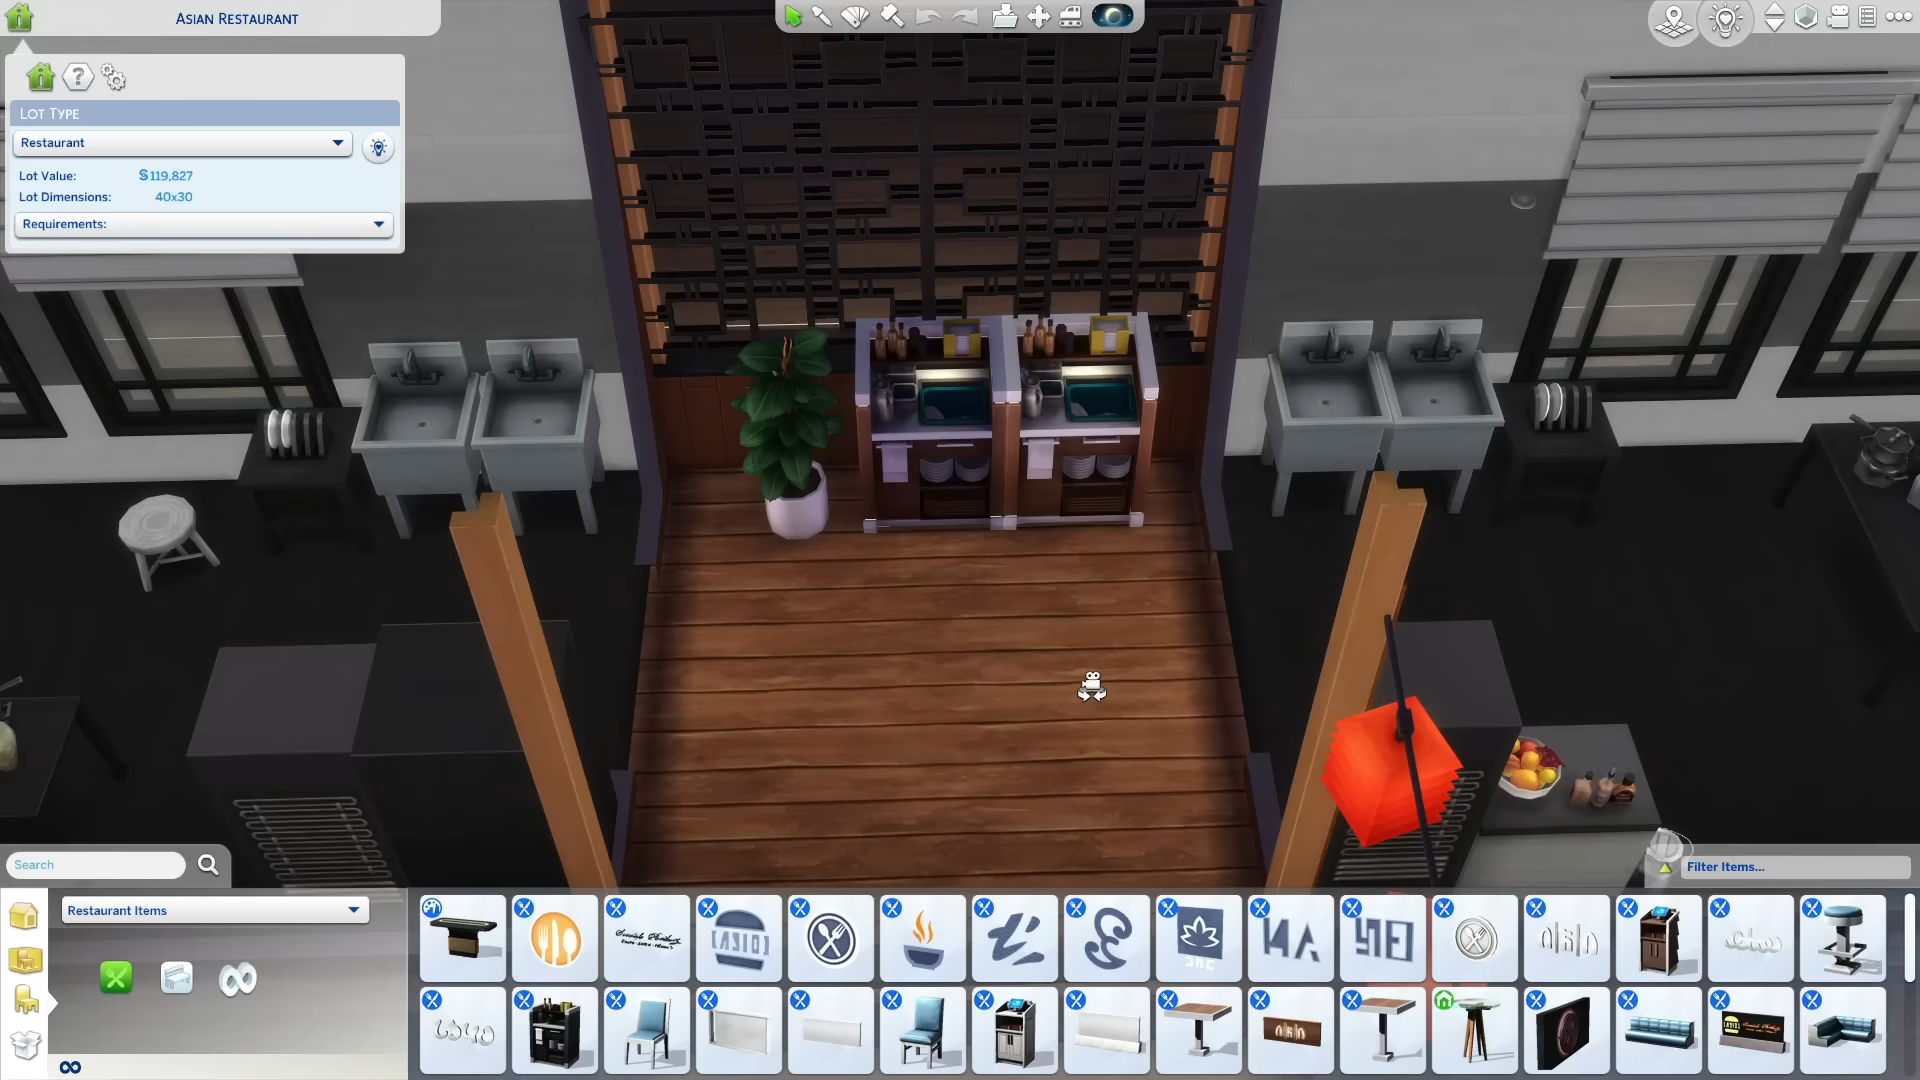 Asian Restaurant
Lot Type
Restaurant
Lot Value: §119,827
Lot Dimensions: 40x30
Requirements:
Search
Filter Items...
Restaurant Items